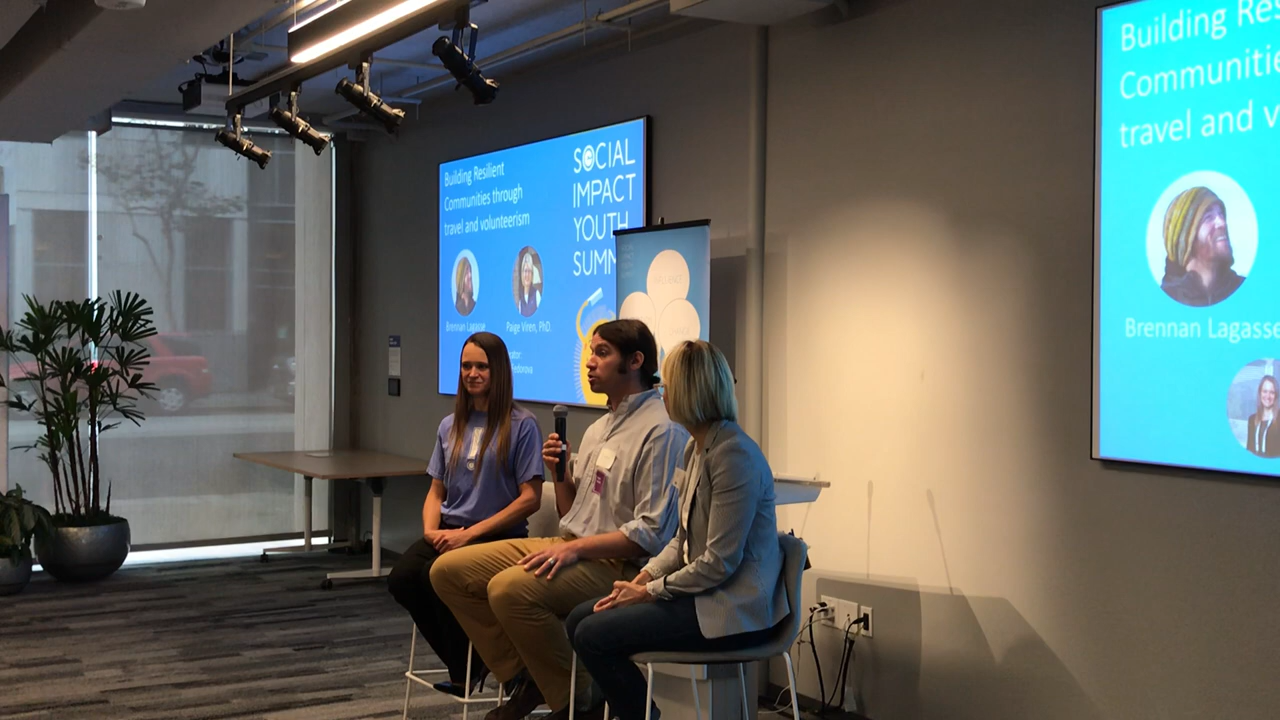 Building Resilient
Communities through
travel and volunteerism
SOCIAL
IMPACT
YOUTH
SUMM
Brennan Lagasse
Paige Viren, PhD.
Building Res
Communitie
travel and v
Brennan Lagasse